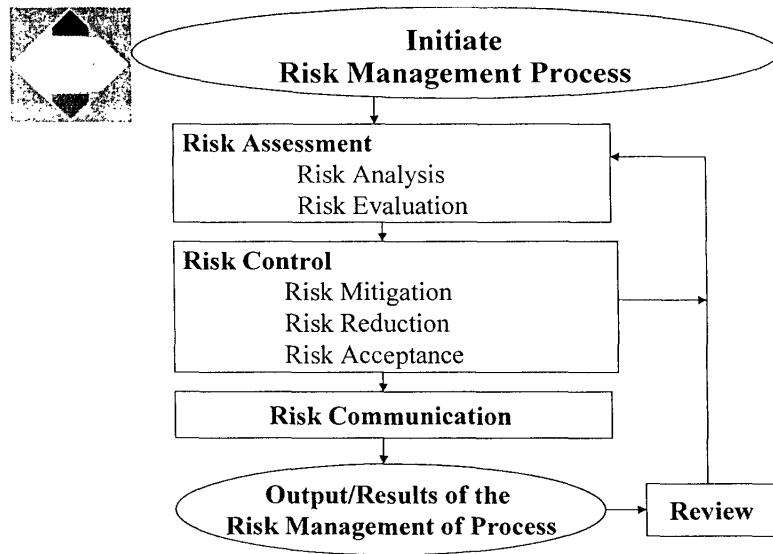 Initiate
Risk Management Process
Risk Assessment
Risk Analysis
Risk Evaluation
Risk Control
Risk Mitigation
Risk Reduction
Risk Acceptance
Risk Communication
Output/Results of the
Risk Management of Process
Review